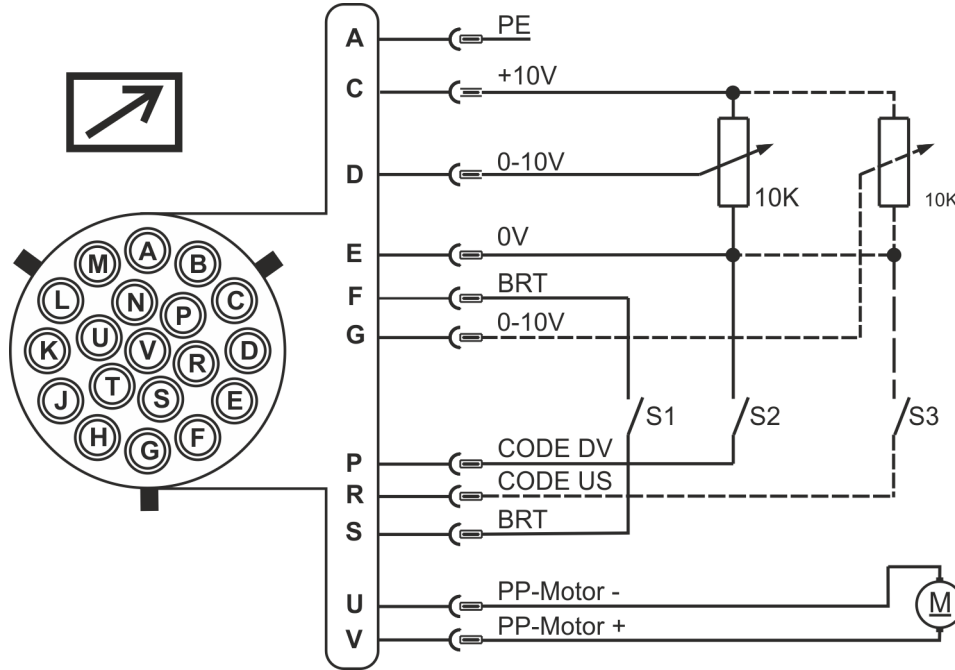 A PE
C +10V
D 0-10V
10K
10K
E 0V
F BRT
G 0-10V
S1 S2 S3
P CODE DV
R CODE US
S BRT
U PP-Motor -
V PP-Motor +
M
A
M B
L N P C
K U V R D
J T S E
H G F